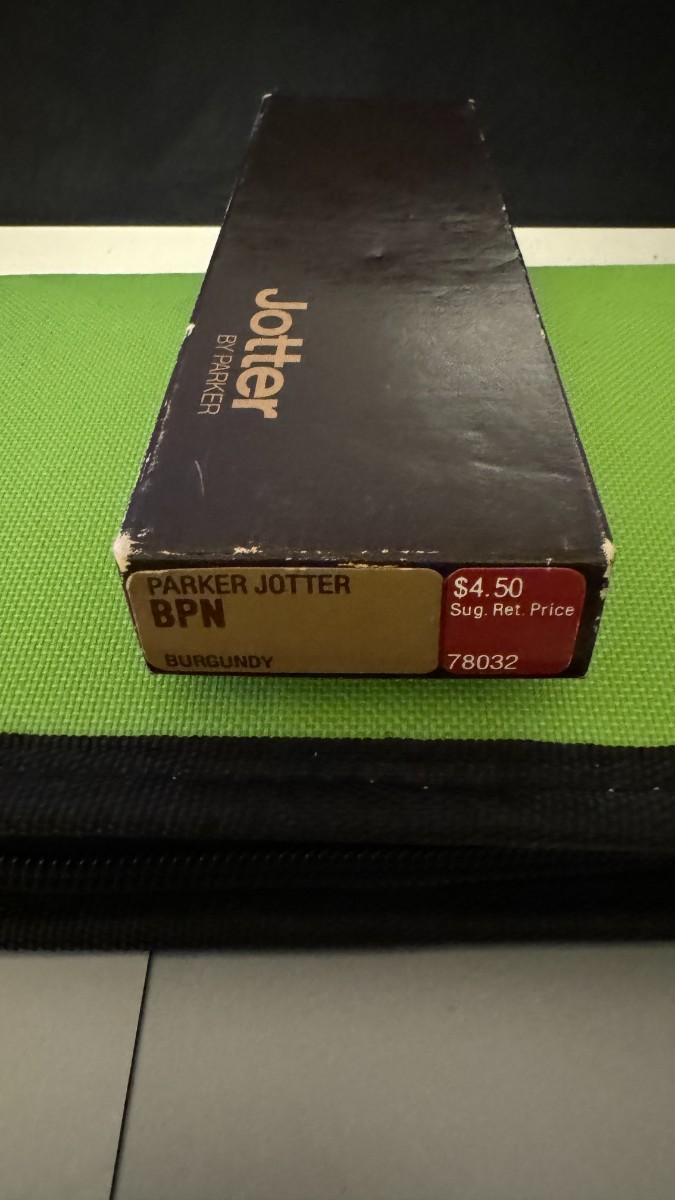 Jotter
BY PARKER
PARKER JOTTER
BPN
BURGUNDY
$4.50
Sug. Ret. Price
78032